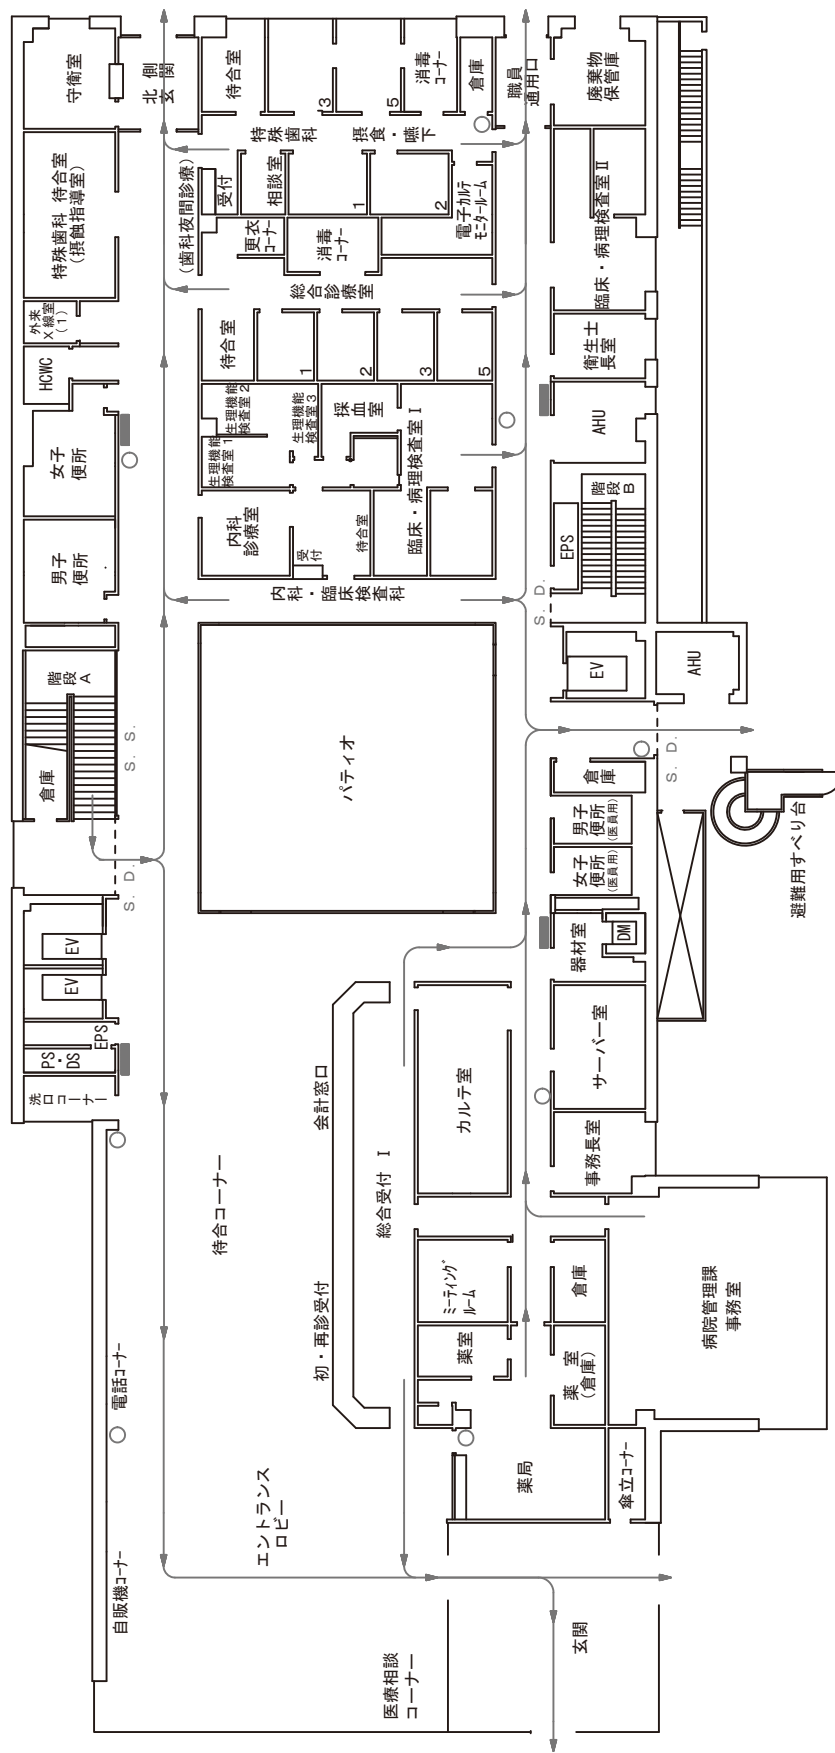 守衛室
北側
玄関
待合室
3
5
消毒
コーナー
倉庫
職員
通用口
廃棄物
保管庫
特殊歯科 待合室
(摂蝕指導室)
特殊歯科 摂食・嚥下
(歯科夜間診療)
受付
相談室
1
2
電子カルテ
モニタールーム
更衣
コーナー
消毒
コーナー
臨床・病理検査室Ⅱ
外来
X線室
(1)
総合診療室
HCWC
待合室
1
2
3
5
衛生士
長室
女子
便所
生理機能
検査室2
生理機能
検査室1
生理機能
検査室3
採血
室
臨床・病理検査室Ⅰ
AHU
男子
便所
内科
診療室
受付
待合室
階段
B
EPS
内科・臨床検査科
S. D.
階段
A
倉庫
S. S.
パティオ
EV
AHU
S. D.
倉庫
男子
便所
(医員用)
女子
便所
(医員用)
避難用すべり台
S. D.
EV
EV
EPS
PS・
DS
洗口コーナー
器材室
DM
会計窓口
カルテ室
サーバー室
待合コーナー
総合受付 Ⅰ
事務長室
初・再診受付
ミーティング
ルーム
倉庫
病院管理課
事務室
電話コーナー
薬室
薬室
(倉庫)
エントランス
ロビー
薬局
傘立コーナー
自販機コーナー
医療相談
コーナー
玄関